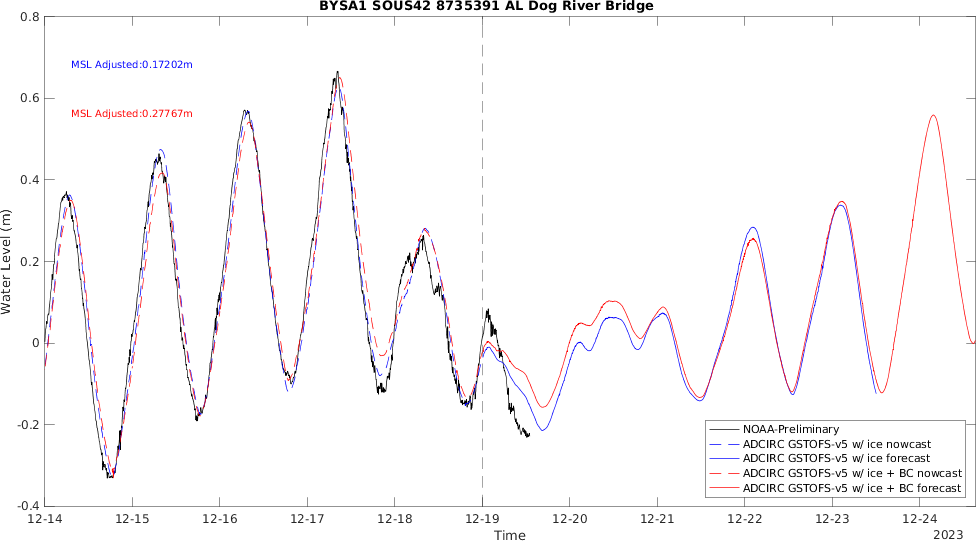 BYSA1 SOUS42 8735391 AL Dog River Bridge
0.8
MSL Adjusted:0.17202m
0.6
MSL Adjusted:0.27767m
0.4
0.2
0
-0.2
-0.4
Water Level (m)
NOAA-Preliminary
ADCIRC GSTOFS-v5 w/ ice nowcast
ADCIRC GSTOFS-v5 w/ ice forecast
ADCIRC GSTOFS-v5 w/ ice + BC nowcast
ADCIRC GSTOFS-v5 w/ ice + BC forecast
12-14 12-15 12-16 12-17 12-18 12-19 12-20 12-21 12-22 12-23 12-24
Time
2023